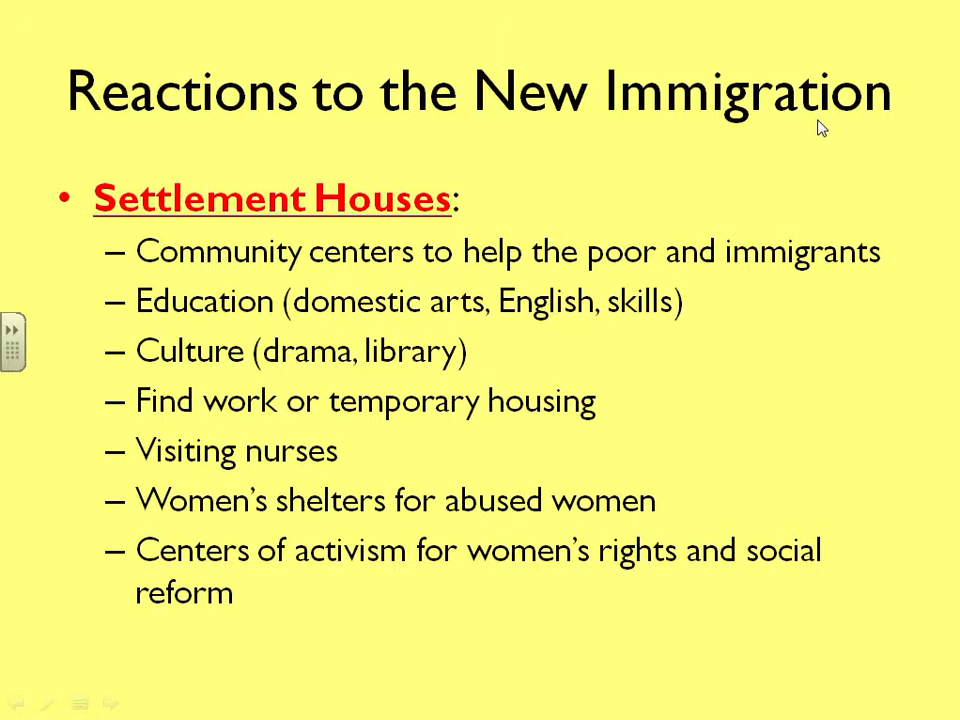 Reactions to the New Immigration
• Settlement Houses:
– Community centers to help the poor and immigrants
– Education (domestic arts, English, skills)
– Culture (drama, library)
– Find work or temporary housing
– Visiting nurses
– Women's shelters for abused women
– Centers of activism for women's rights and social
reform